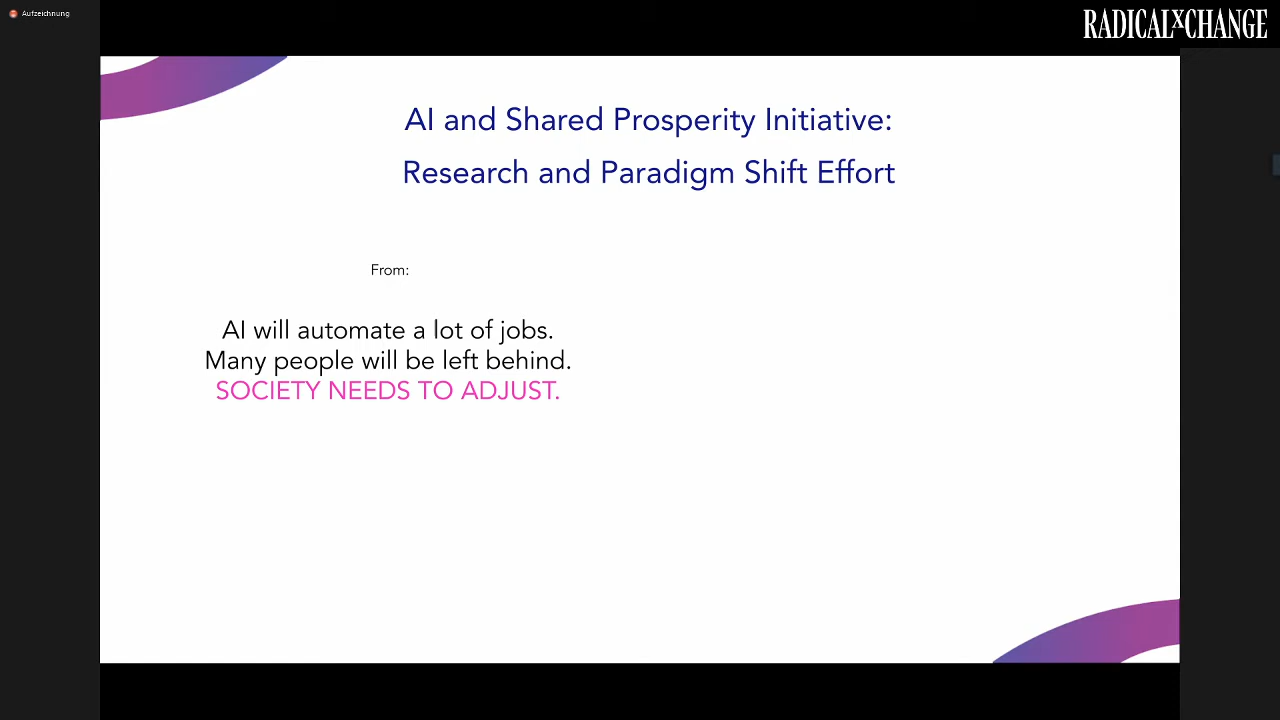 Aufzeichnung
RADICALxCHANGE
AI and Shared Prosperity Initiative:
Research and Paradigm Shift Effort
From:
AI will automate a lot of jobs.
Many people will be left behind.
SOCIETY NEEDS TO ADJUST.